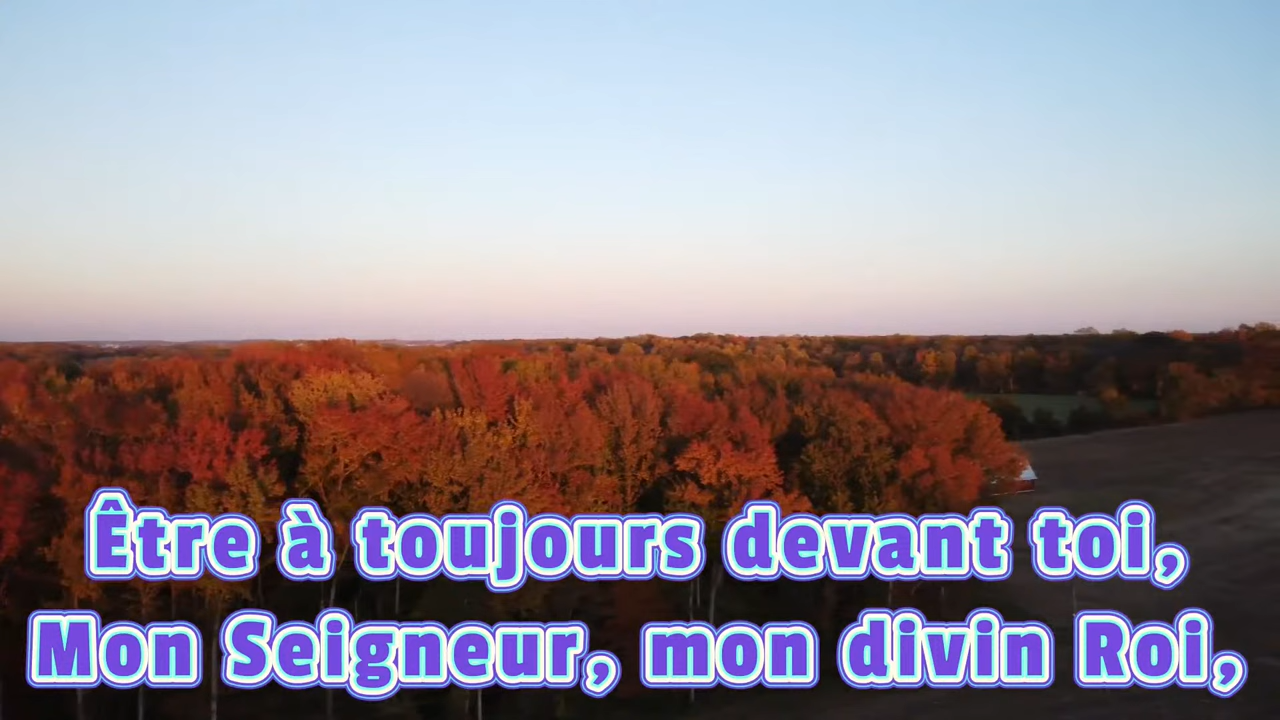 Être à toujours devant toi,
Mon Seigneur, mon divin Roi,